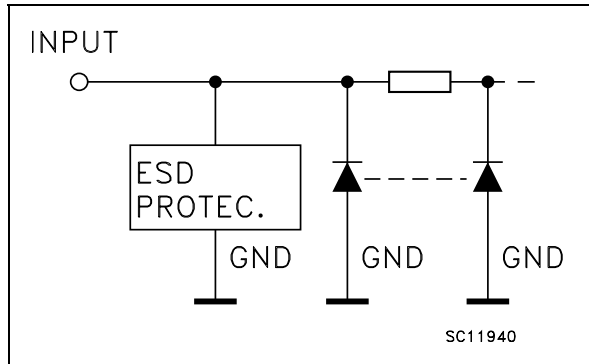 INPUT
ESD
PROTEC.
GND
GND
GND
SC11940